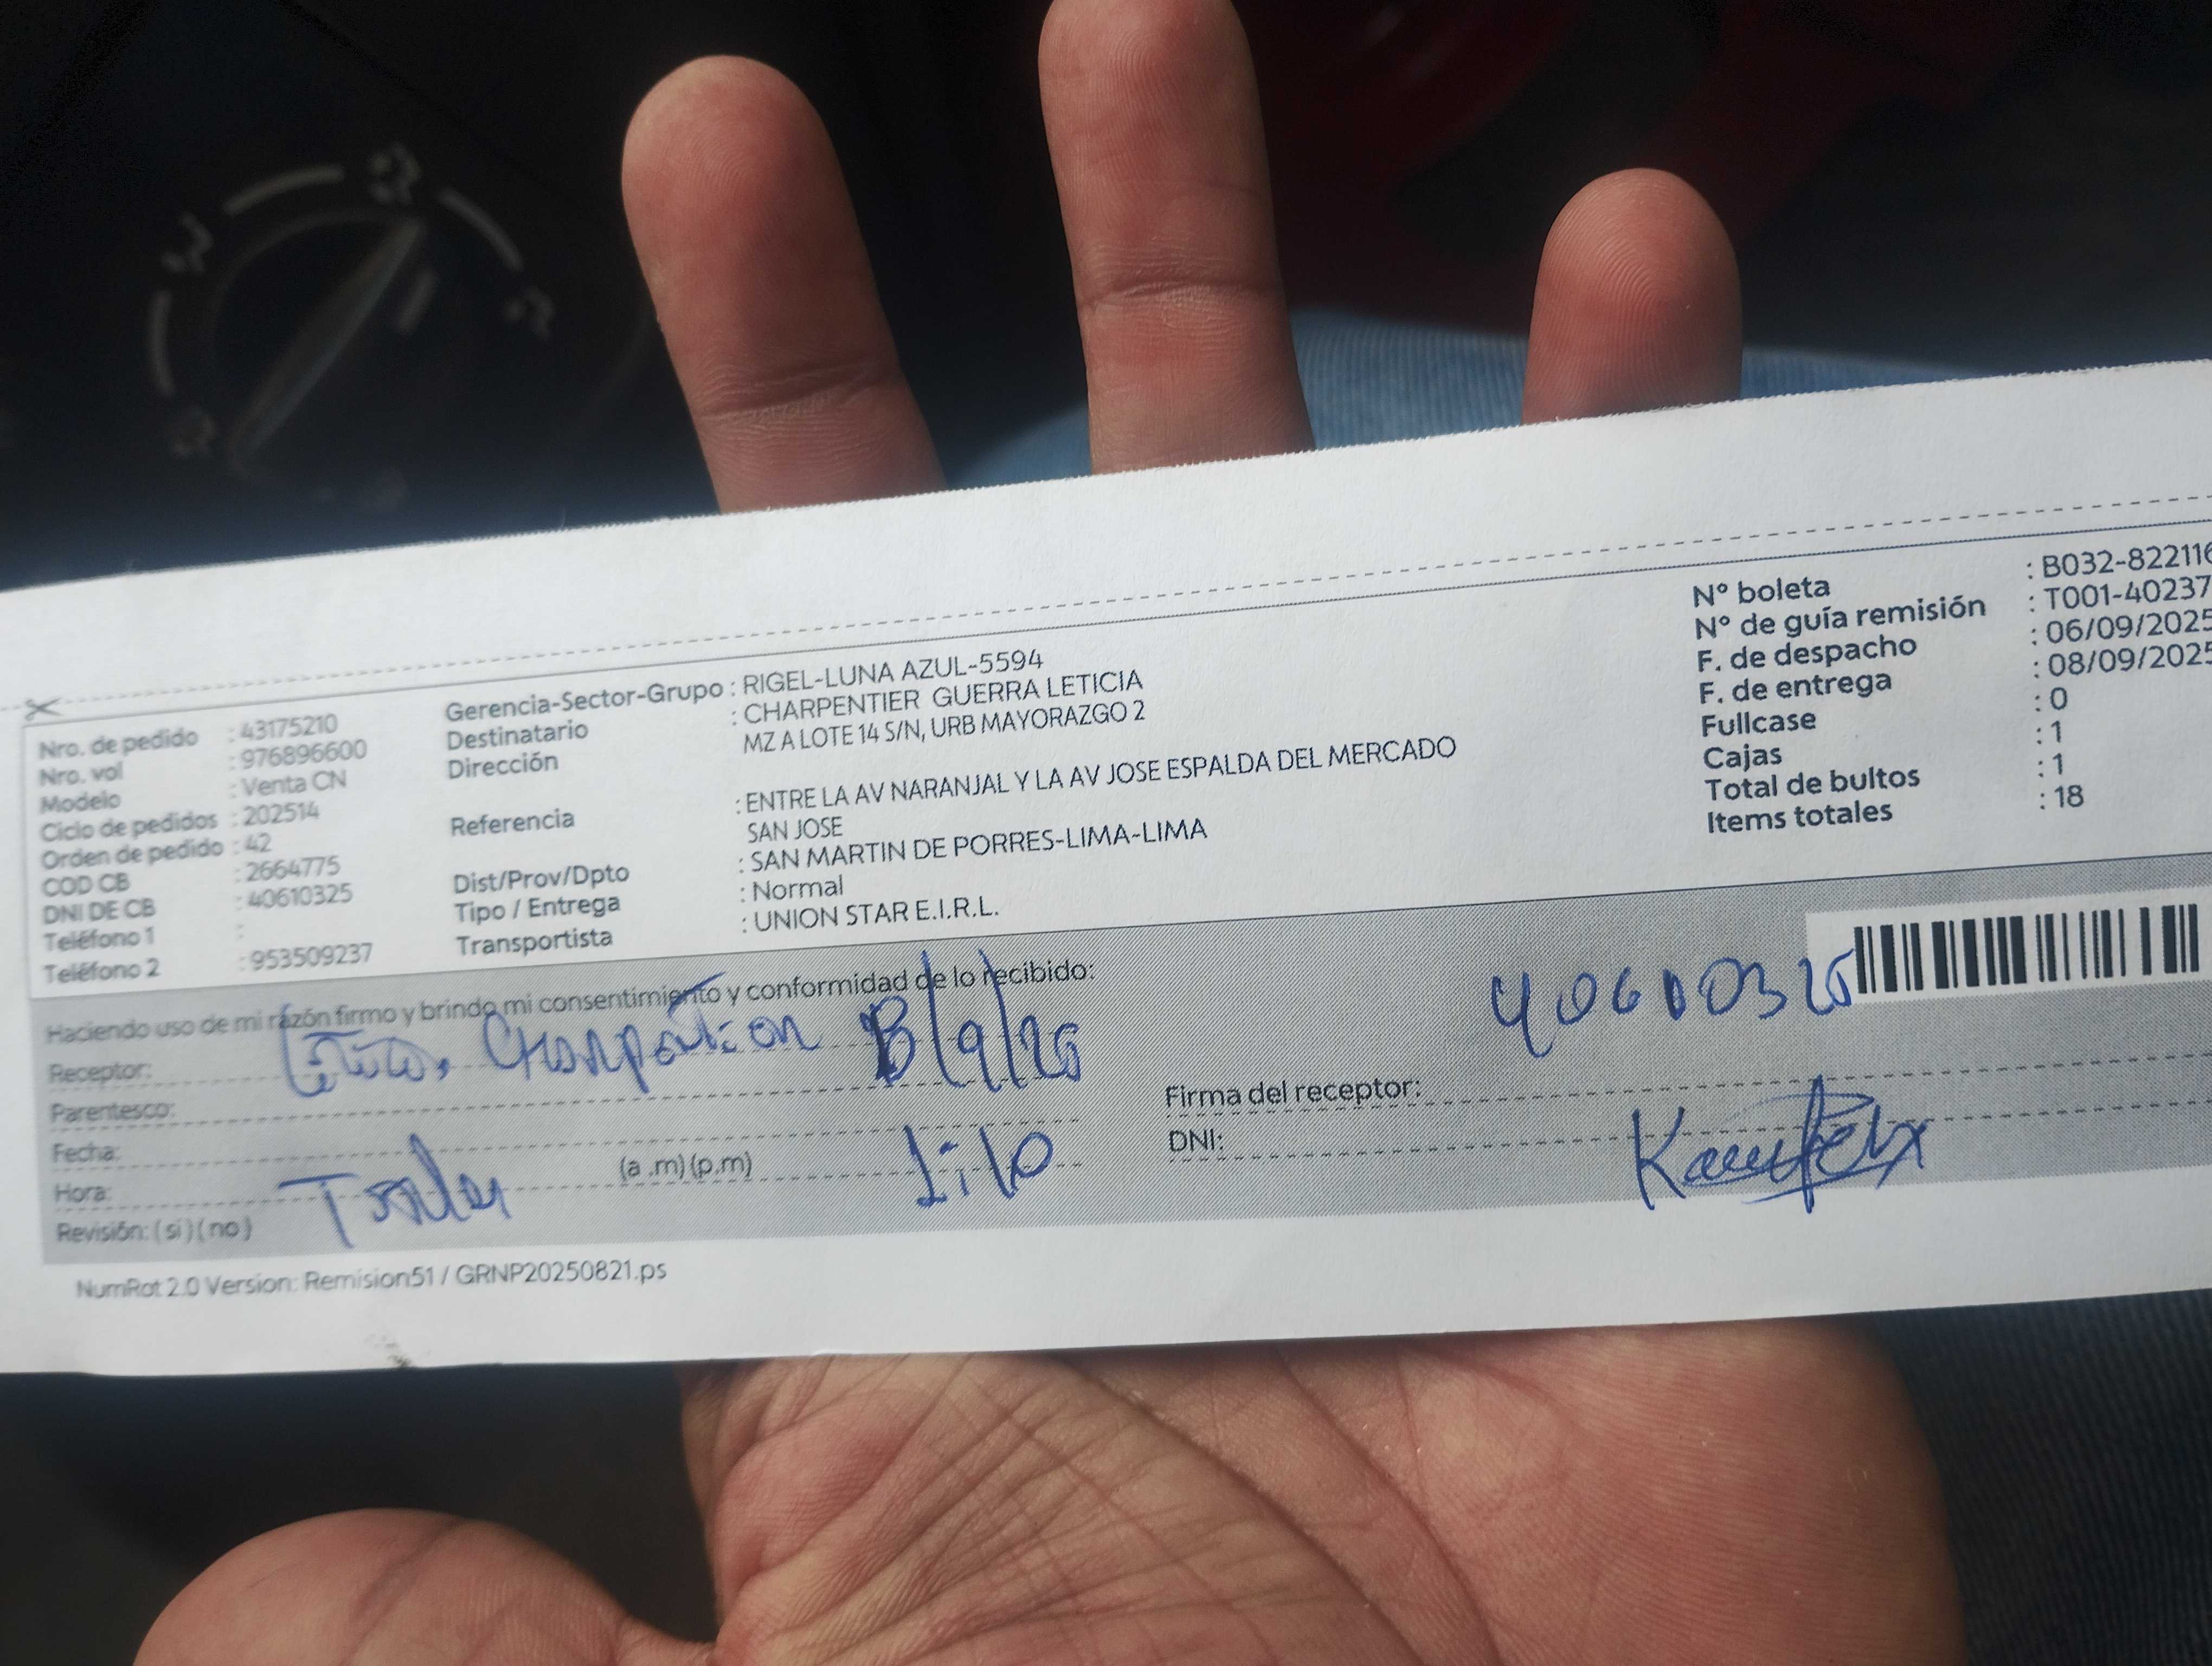 Nro. de pedido : 43175210
Nro. vol : 976896600
Modelo : Venta CN
Ciclo de pedidos : 202514
Orden de pedido : 42
COD CB : 2664775
DNI DE CB : 40610325
Teléfono 1 :
Teléfono 2 : 953509237
Gerencia-Sector-Grupo : RIGEL-LUNA AZUL-5594
Destinatario : CHARPENTIER GUERRA LETICIA
Dirección MZ A LOTE 14 S/N, URB MAYORAZGO 2
Referencia : ENTRE LA AV NARANJAL Y LA AV JOSE ESPALDA DEL MERCADO
SAN JOSE
Dist/Prov/Dpto : SAN MARTIN DE PORRES-LIMA-LIMA
Tipo / Entrega : Normal
Transportista : UNION STAR E.I.R.L.
N° boleta : B032-822116
N° de guía remisión : T001-40237
F. de despacho : 06/09/2025
F. de entrega : 08/09/2025
Fullcase : 0
Cajas : 1
Total de bultos : 1
Items totales : 18
Haciendo uso de mi razón firmo y brindo mi consentimiento y conformidad de lo recibido:
Receptor: Charpentier 8/9/25
Parentesco:
Fecha:
Hora: (a .m) (p.m) 1:10
Revisión: ( si ) ( no )
40610325
Firma del receptor:
DNI:
NumRot 2.0 Version: Remision51 / GRNP20250821.ps